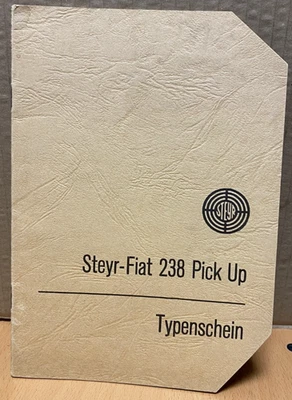 STEYR
Steyr-Fiat 238 Pick Up
Typenschein